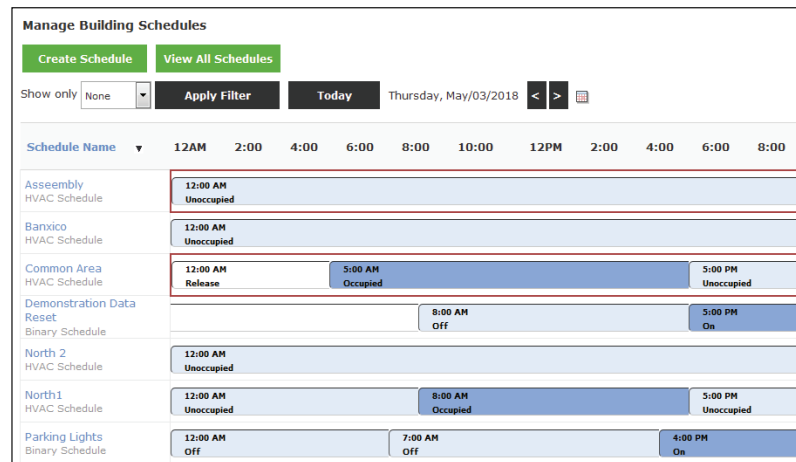 Manage Building Schedules
Create Schedule View All Schedules
Show only None Apply Filter Today Thursday, May/03/2018 < >
Schedule Name ▼ 12AM 2:00 4:00 6:00 8:00 10:00 12PM 2:00 4:00 6:00 8:00
Asseembly
HVAC Schedule
12:00 AM
Unoccupied
Banxico
HVAC Schedule
12:00 AM
Unoccupied
Common Area
HVAC Schedule
12:00 AM
Release
5:00 AM
Occupied
5:00 PM
Unoccupied
Demonstration Data
Reset
Binary Schedule
8:00 AM
Off
5:00 PM
On
North 2
HVAC Schedule
12:00 AM
Unoccupied
North1
HVAC Schedule
12:00 AM
Unoccupied
8:00 AM
Occupied
5:00 PM
Unoccupied
Parking Lights
Binary Schedule
12:00 AM
Off
7:00 AM
Off
4:00 PM
On